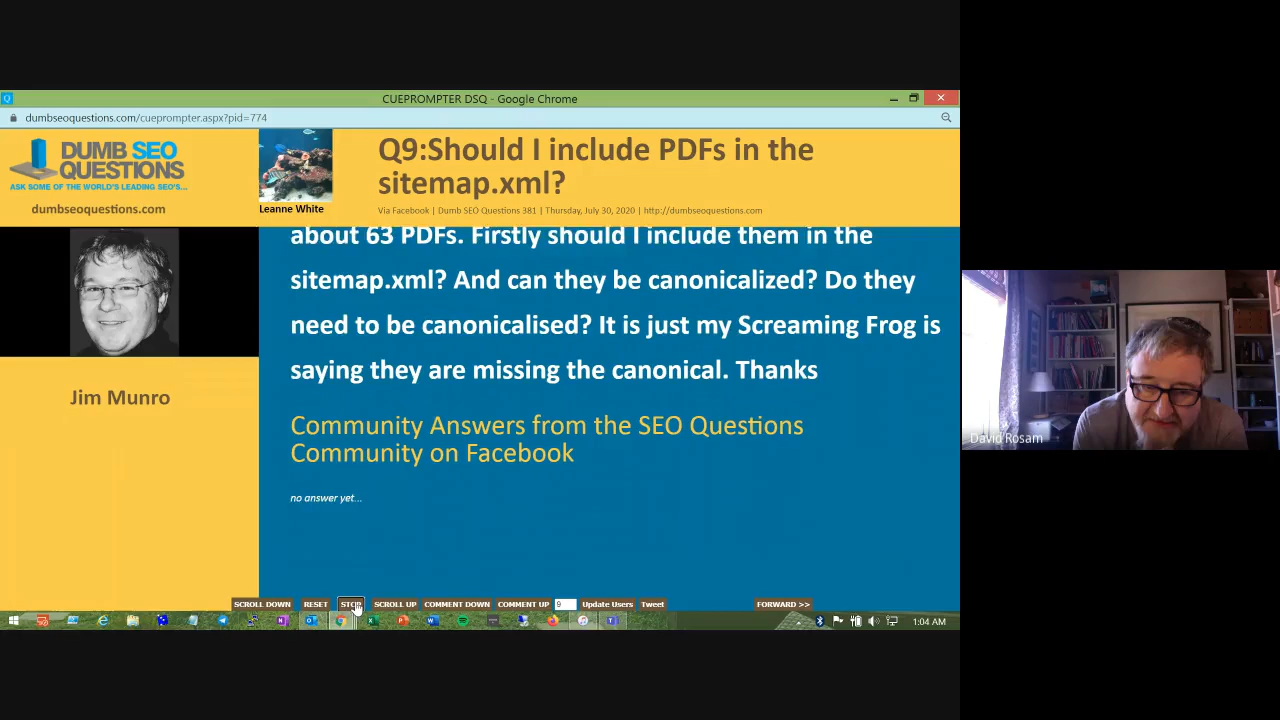 CUEPROMPTER DSQ - Google Chrome
dumbseoquestions.com/cueprompter.aspx?pid=774
DUMB SEO
QUESTIONS
ASK SOME OF THE WORLD'S LEADING SEO'S...
dumbseoquestions.com
Leanne White
Q9:Should I include PDFs in the
sitemap.xml?
Via Facebook | Dumb SEO Questions 381 | Thursday, July 30, 2020 | http://dumbseoquestions.com
Jim Munro
about 63 PDFs. Firstly should I include them in the
sitemap.xml? And can they be canonicalized? Do they
need to be canonicalised? It is just my Screaming Frog is
saying they are missing the canonical. Thanks
Community Answers from the SEO Questions
Community on Facebook
no answer yet...
David Rosam
SCROLL DOWN RESET STOP SCROLL UP COMMENT DOWN COMMENT UP 9 Update Users Tweet FORWARD >>
1:04 AM